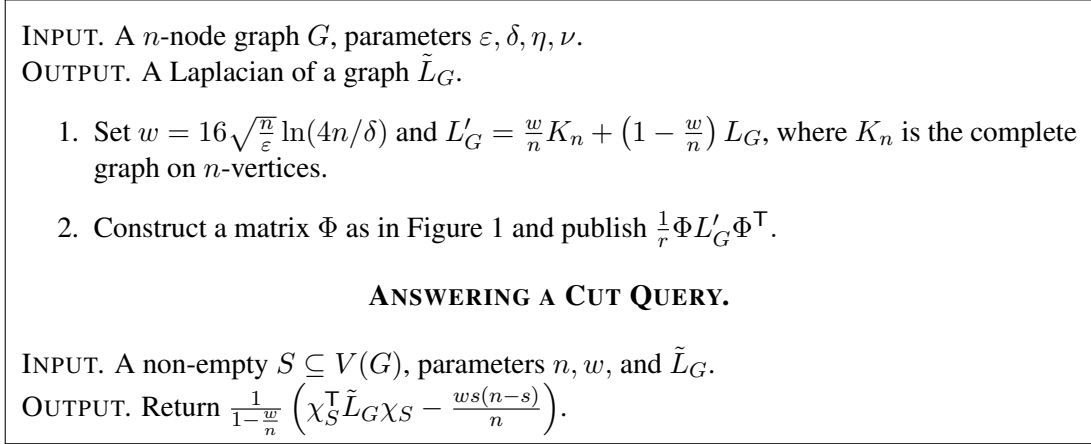 INPUT. A n-node graph G, parameters ε, δ, η, ν.
OUTPUT. A Laplacian of a graph L̃_G.
1. Set w = 16√(n/ε) ln(4n/δ) and L′_G = w/n K_n + (1 − w/n) L_G, where K_n is the complete
graph on n-vertices.
2. Construct a matrix Φ as in Figure 1 and publish 1/r ΦL′_GΦ^T.
ANSWERING A CUT QUERY.
INPUT. A non-empty S ⊆ V(G), parameters n, w, and L̃_G.
OUTPUT. Return 1/(1−w/n) (χ_S^T L̃_G χ_S − ws(n−s)/n).